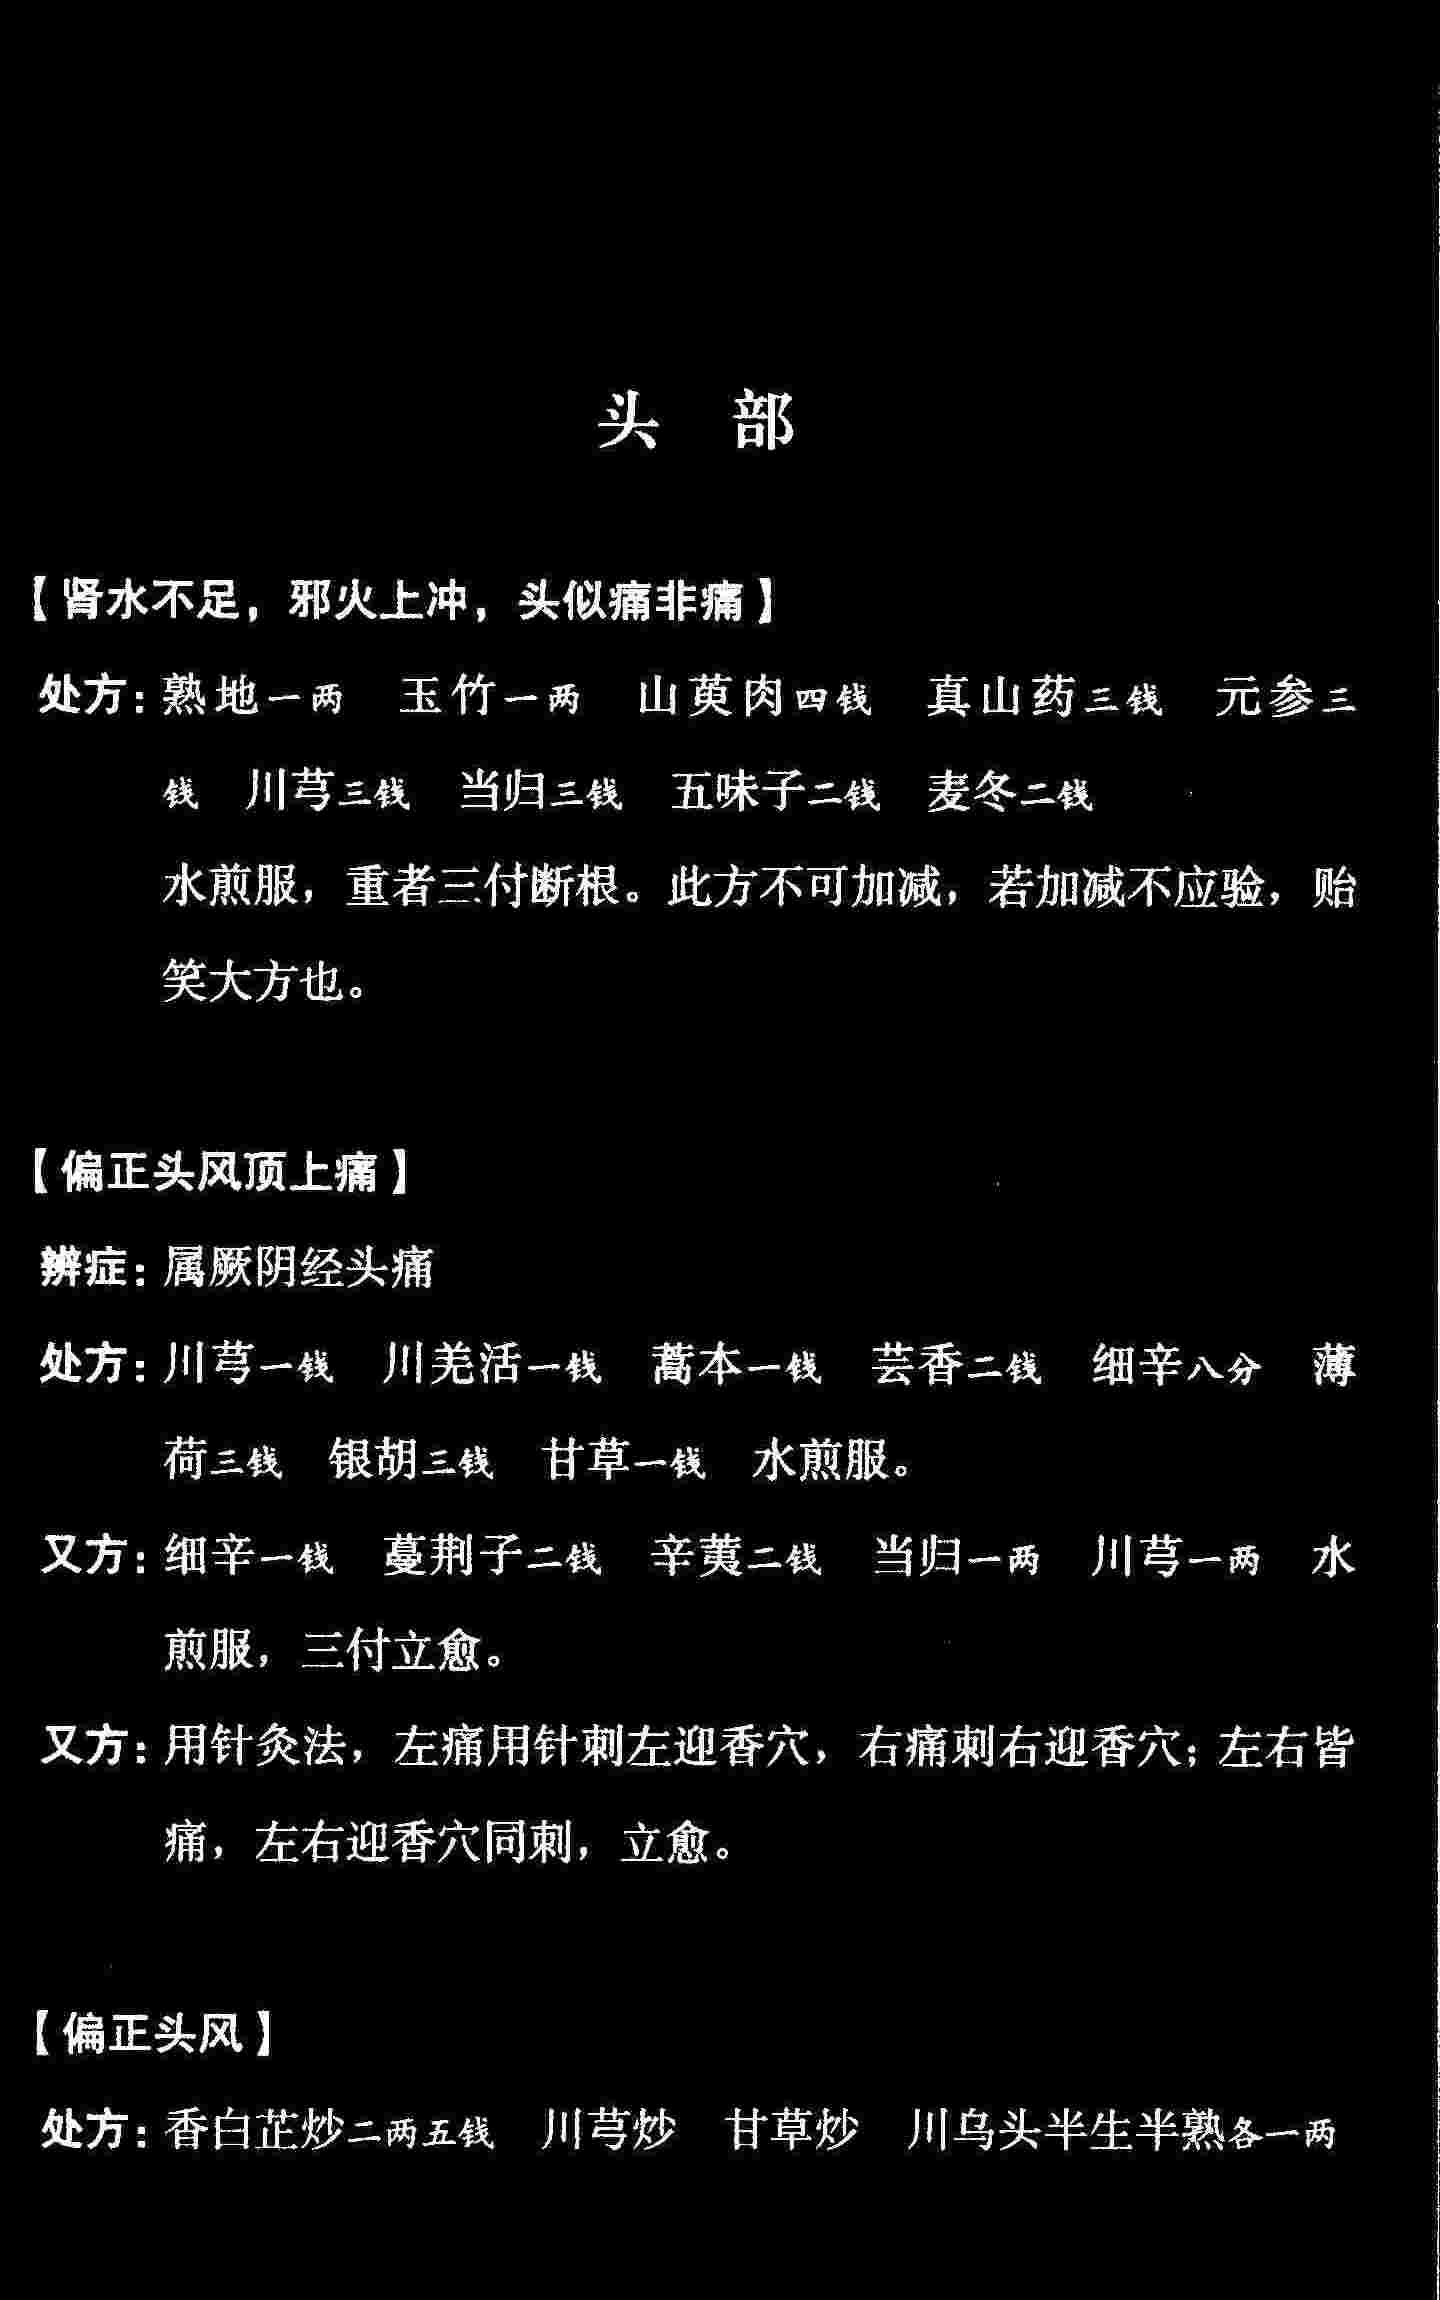 头　部
【肾水不足，邪火上冲，头似痛非痛】
处方：熟地一两　玉竹一两　山萸肉四钱　真山药三钱　元参三
钱　川芎三钱　当归三钱　五味子二钱　麦冬二钱
水煎服，重者三付断根。此方不可加减，若加减不应验，贻
笑大方也。
【偏正头风顶上痛】
辨症：属厥阴经头痛
处方：川芎一钱　川羌活一钱　蒿本一钱　芸香二钱　细辛八分　薄
荷三钱　银胡三钱　甘草一钱　水煎服。
又方：细辛一钱　蔓荆子二钱　辛荑二钱　当归一两　川芎一两　水
煎服，三付立愈。
又方：用针灸法，左痛用针刺左迎香穴，右痛刺右迎香穴；左右皆
痛，左右迎香穴同刺，立愈。
【偏正头风】
处方：香白芷炒二两五钱　川芎炒　甘草炒　川乌头半生半熟各一两